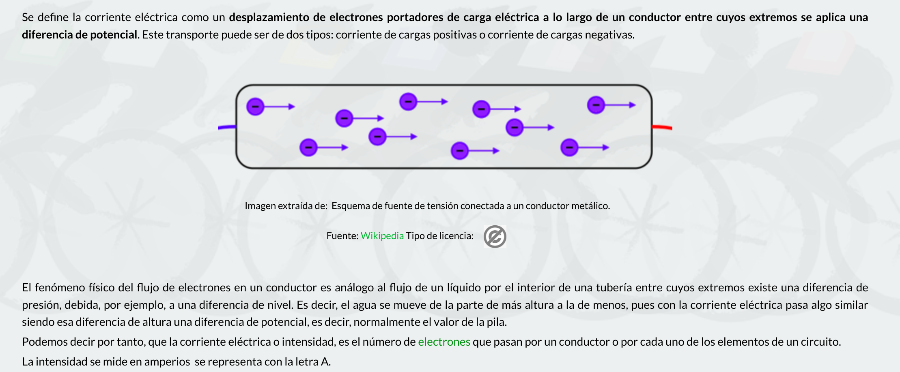 Se define la corriente eléctrica como un desplazamiento de electrones portadores de carga eléctrica a lo largo de un conductor entre cuyos extremos se aplica una
diferencia de potencial. Este transporte puede ser de dos tipos: corriente de cargas positivas o corriente de cargas negativas.
Imagen extraída de: Esquema de fuente de tensión conectada a un conductor metálico.
Fuente: Wikipedia Tipo de licencia:
El fenómeno físico del flujo de electrones en un conductor es análogo al flujo de un líquido por el interior de una tubería entre cuyos extremos existe una diferencia de
presión, debida, por ejemplo, a una diferencia de nivel. Es decir, el agua se mueve de la parte de más altura a la de menos, pues con la corriente eléctrica pasa algo similar
siendo esa diferencia de altura una diferencia de potencial, es decir, normalmente el valor de la pila.
Podemos decir por tanto, que la corriente eléctrica o intensidad, es el número de electrones que pasan por un conductor o por cada uno de los elementos de un circuito.
La intensidad se mide en amperios se representa con la letra A.